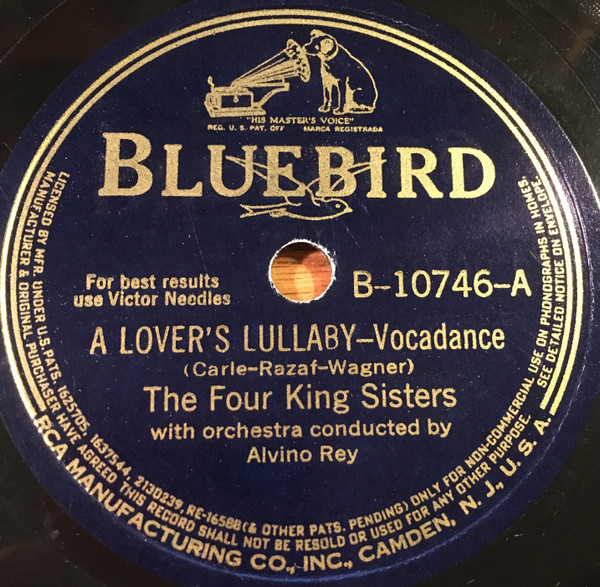 "HIS MASTER'S VOICE"
REG. U. S. PAT. OFF MARCA REGISTRADA
BLUEBIRD
For best results
use Victor Needles
B-10746-A
A LOVER'S LULLABY-Vocadance
(Carle-Razaf-Wagner)
The Four King Sisters
with orchestra conducted by
Alvino Rey
LICENSED BY MFR. UNDER U.S. PATS. 1625705, 1637544, 2130239, RE-16588 (& OTHER PATS. PENDING) ONLY FOR NON-COMMERCIAL USE ON PHONOGRAPHS IN HOMES.
MANUFACTURER & ORIGINAL PURCHASER HAVE AGREED THIS RECORD SHALL NOT BE RESOLD OR USED FOR ANY OTHER PURPOSE. SEE DETAILED NOTICE ON ENVELOPE.
RCA MANUFACTURING CO., INC., CAMDEN, N. J., U. S. A.